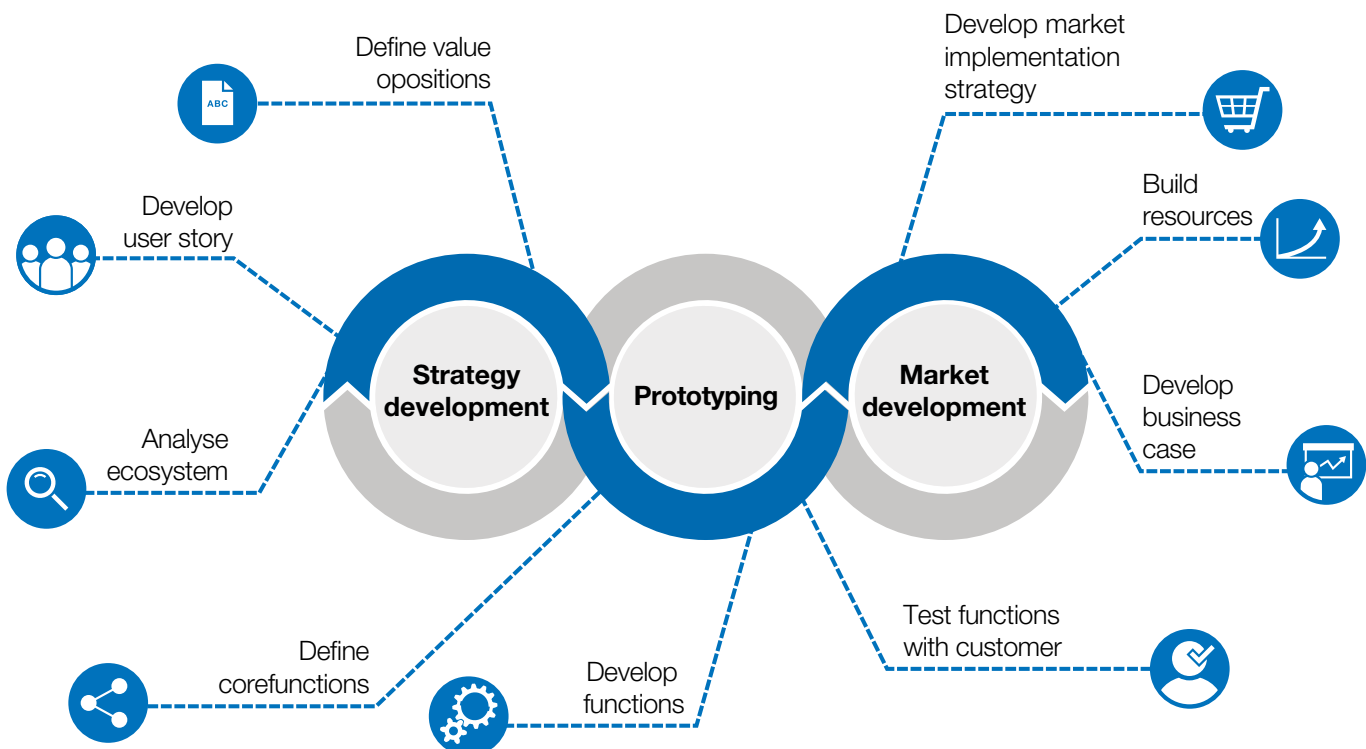 Define value
opositions
ABC
Develop
user story
Analyse
ecosystem
Strategy
development
Prototyping
Market
development
Develop market
implementation
strategy
Build
resources
Develop
business
case
Define
corefunctions
Develop
functions
Test functions
with customer